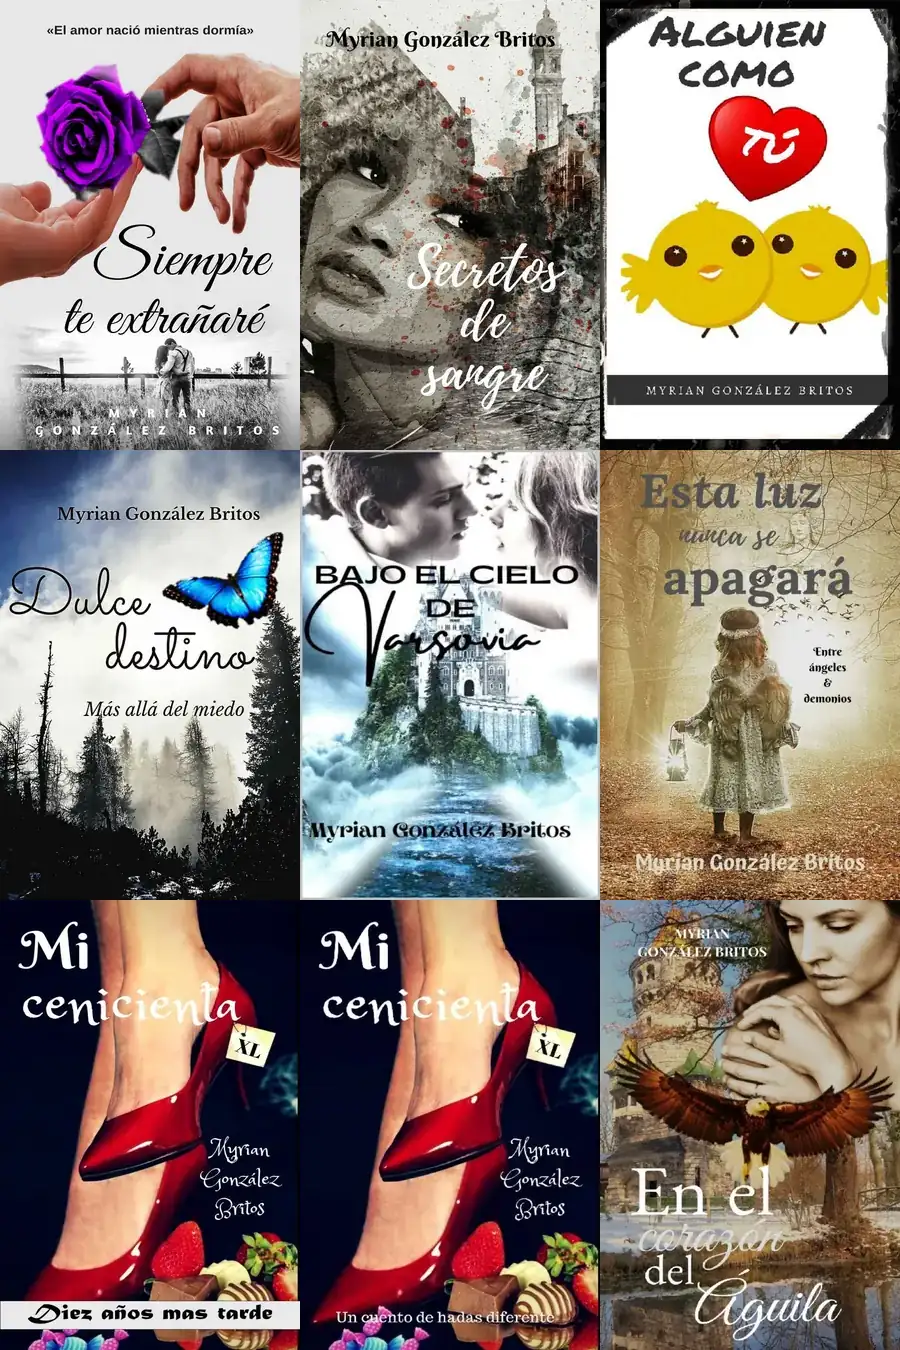 «El amor nació mientras dormía»
Siempre
te extrañaré
MYRIAN
GONZÁLEZ BRITOS
Myrian González Britos
Secretos
de
sangre
ALGUIEN
COMO
TÚ
MYRIAN GONZÁLEZ BRITOS
Myrian González Britos
Dulce
destino
Más allá del miedo
BAJO EL CIELO
DE
Varsovia
Myrian González Britos
Esta luz
nunca se
apagará
Entre
ángeles
&
demonios
Myrian González Britos
Mi
cenicienta
XL
Myrian
González
Britos
Diez años mas tarde
Mi
cenicienta
XL
Myrian
González
Britos
Un cuento de hadas diferente
MYRIAN
GONZÁLEZ BRITOS
En el
corazón
del
Águila